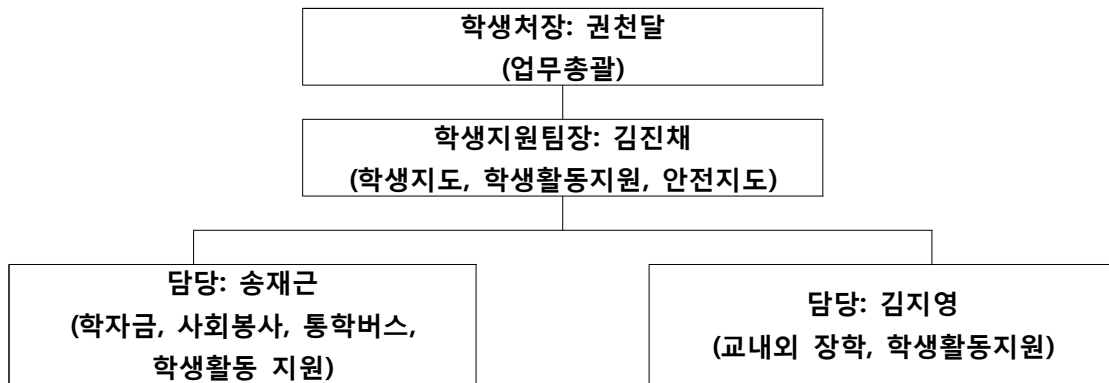 학생처장: 권천달
(업무총괄)
학생지원팀장: 김진채
(학생지도, 학생활동지원, 안전지도)
담당: 송재근
(학자금, 사회봉사, 통학버스,
학생활동 지원)
담당: 김지영
(교내외 장학, 학생활동지원)